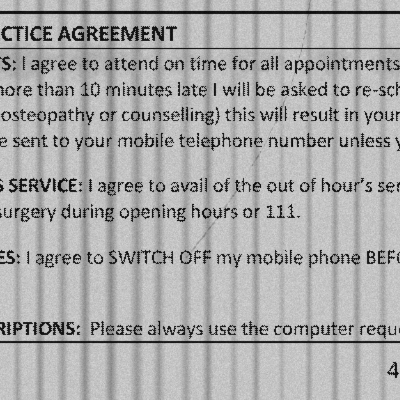 CTICE AGREEMENT
TS: I agree to attend on time for all appointments
more than 10 minutes late I will be asked to re-sch
osteopathy or counselling) this will result in your
e sent to your mobile telephone number unless y
S SERVICE: I agree to avail of the out of hour's ser
surgery during opening hours or 111.
ES: I agree to SWITCH OFF my mobile phone BEFO
RIPTIONS: Please always use the computer reque
4